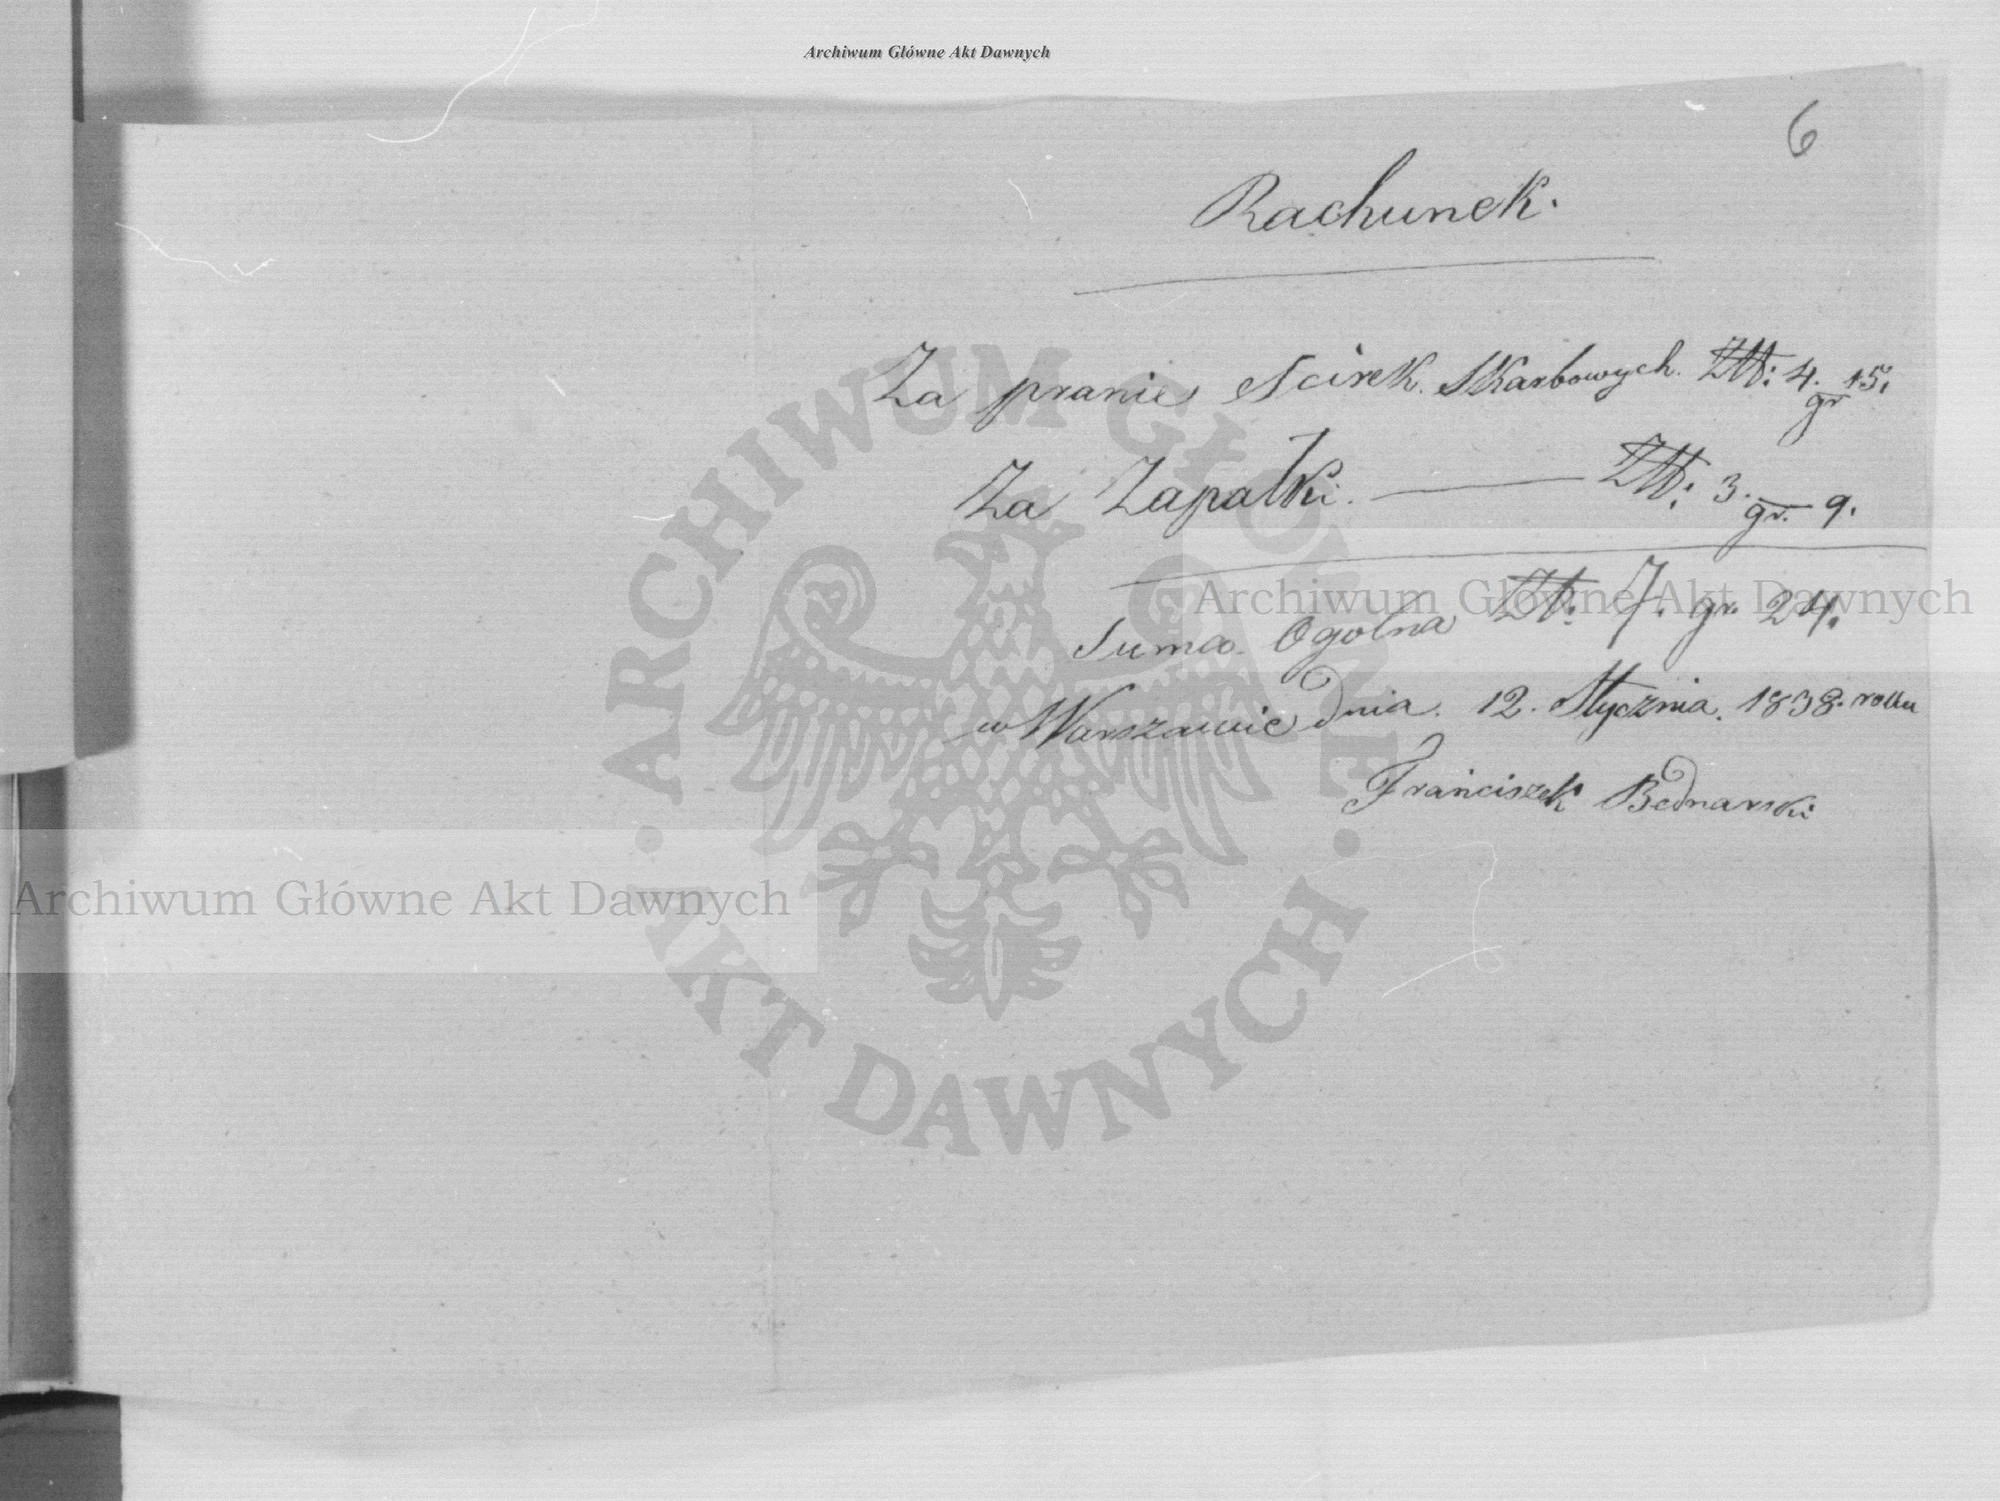 Archiwum Główne Akt Dawnych
6
Rachunek.
Za pranie Scirek. Skarbowych. Złł: 4. gr 15.
Za Zapałki. — Złł: 3. gr. 9.
Suma Ogolna Zł: 7. gr. 24.
w Warszawie dnia. 12. Stycznia. 1838. roku
Franciszek Bednarski
Archiwum Główne Akt Dawnych
Archiwum Główne Akt Dawnych
ARCHIWUM GŁÓWNE AKT DAWNYCH